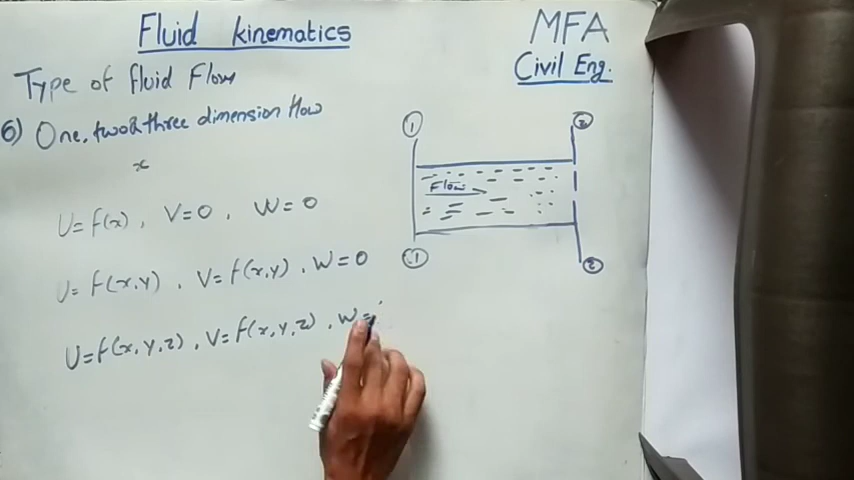 Fluid kinematics
MFA
Civil Eng.
Type of fluid Flow
6) One, two & three dimension flow
x
U=f(x), V=0, W=0
U=f(x,y), V=f(x,y), W=0
U=f(x,y,z), V=f(x,y,z), W=
1
2
Flow
1
2